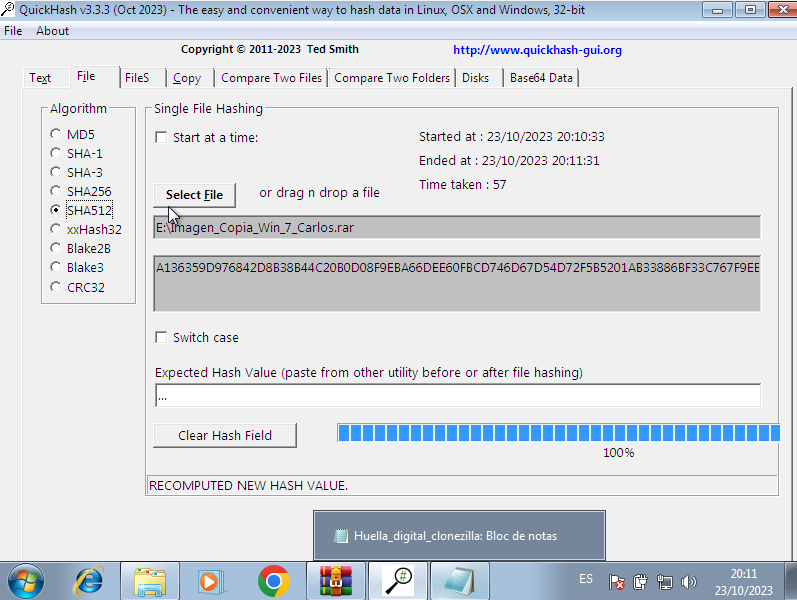 QuickHash v3.3.3 (Oct 2023) - The easy and convenient way to hash data in Linux, OSX and Windows, 32-bit
File About
Copyright © 2011-2023 Ted Smith
http://www.quickhash-gui.org
Text File FileS Copy Compare Two Files Compare Two Folders Disks Base64 Data
Algorithm
MD5
SHA-1
SHA-3
SHA256
SHA512
xxHash32
Blake2B
Blake3
CRC32
Single File Hashing
Start at a time:
Started at : 23/10/2023 20:10:33
Ended at : 23/10/2023 20:11:31
Time taken : 57
Select File
or drag n drop a file
E:\Imagen_Copia_Win_7_Carlos.rar
A136359D976842D8B38B44C20B0D08F9EBA66DEE60FBCD746D67D54D72F5B5201AB33886BF33C767F9EE
Switch case
Expected Hash Value (paste from other utility before or after file hashing)
...
Clear Hash Field
100%
RECOMPUTED NEW HASH VALUE.
Huella_digital_clonezilla: Bloc de notas
ES
20:11
23/10/2023